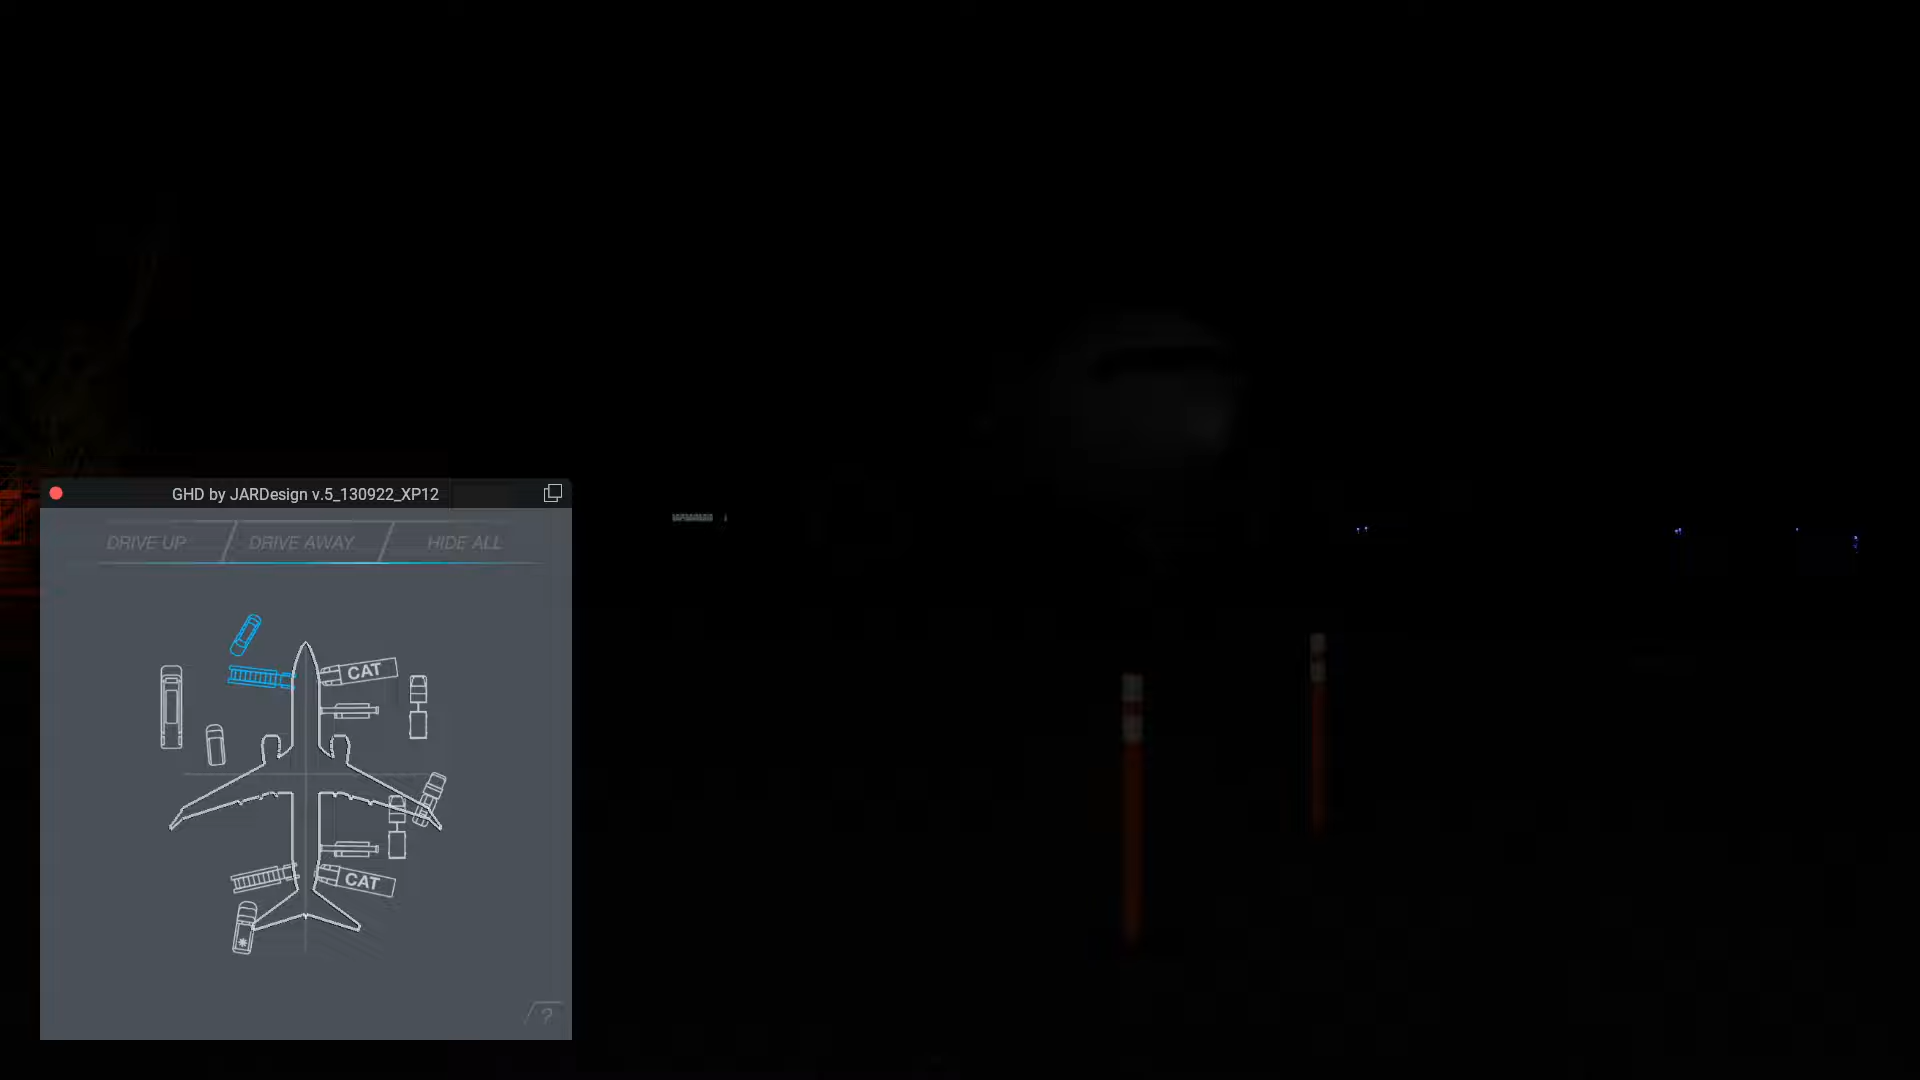 GHD by JARDesign v.5_130922_XP12
DRIVE UP
DRIVE AWAY
HIDE ALL
CAT
CAT
?